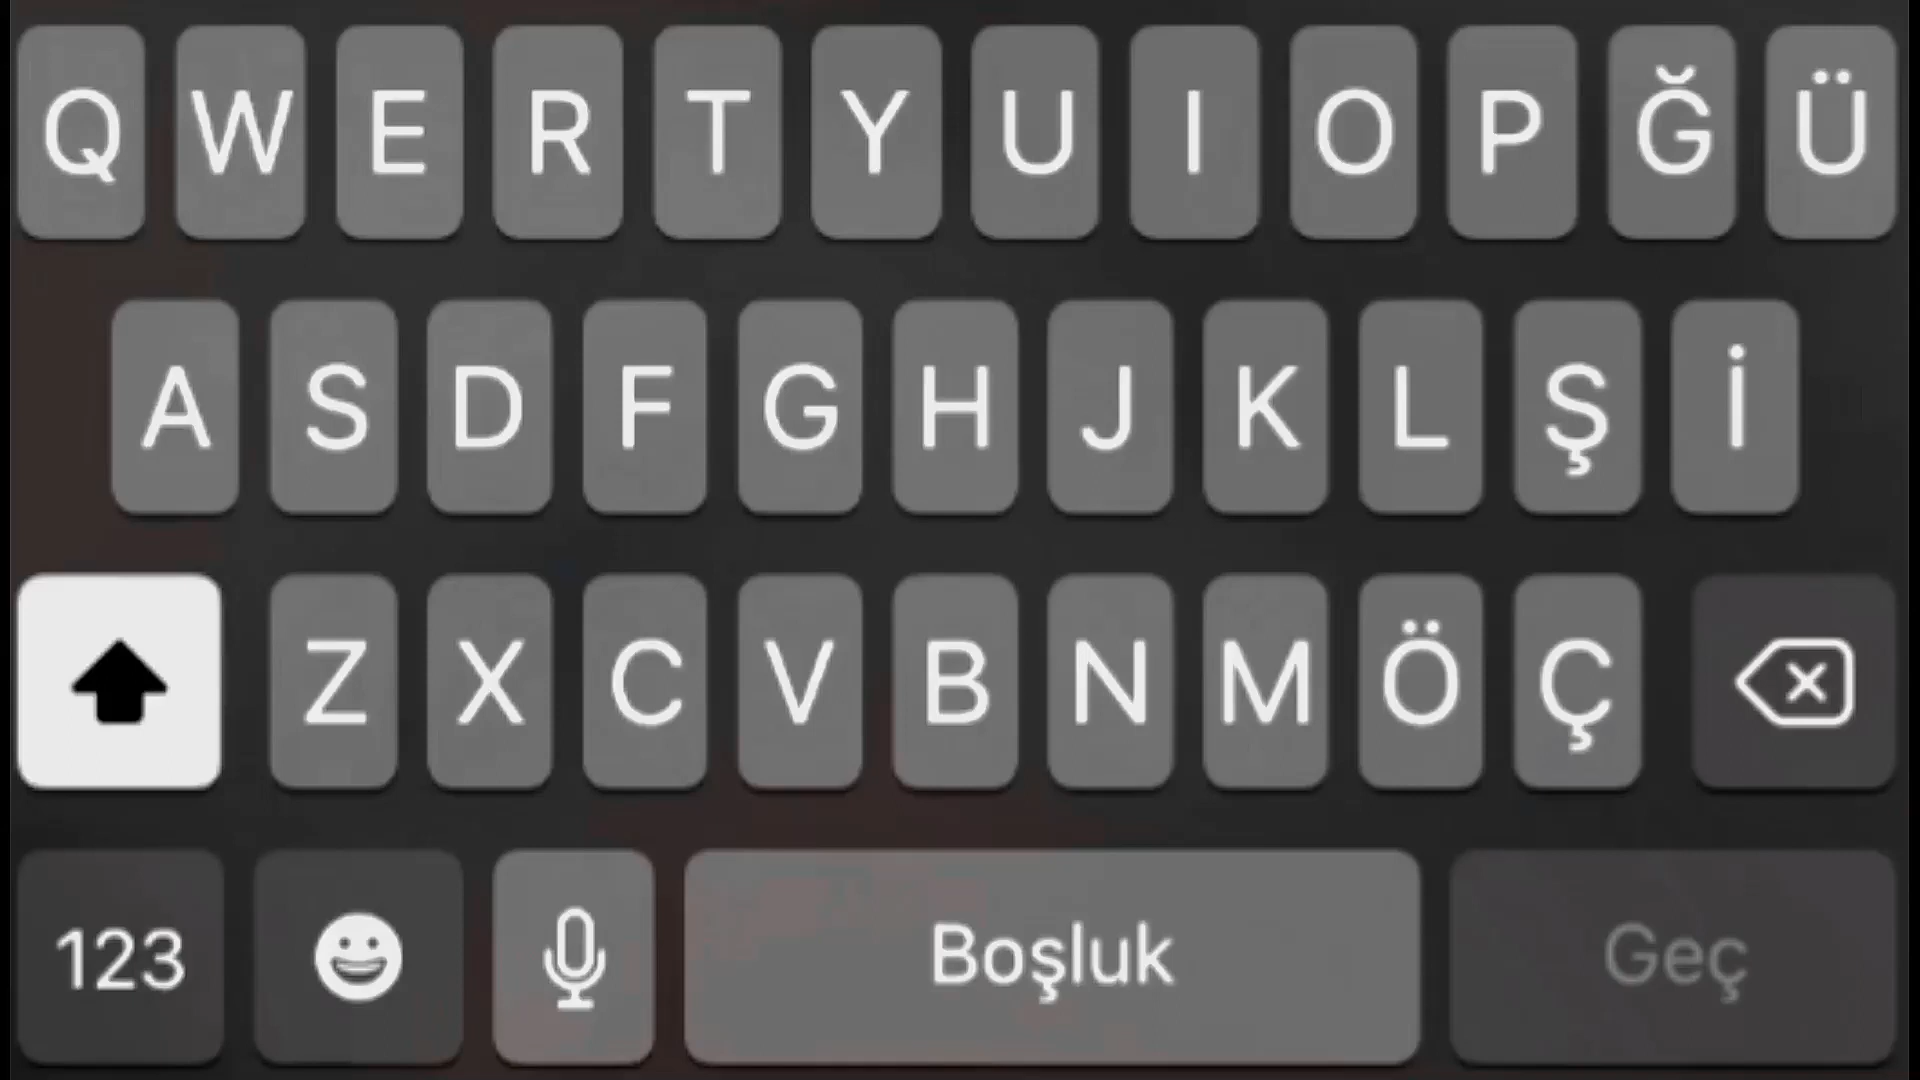 Q W E R T Y U I O P Ğ Ü
A S D F G H J K L Ş İ
Z X C V B N M Ö Ç
123 Boşluk Geç